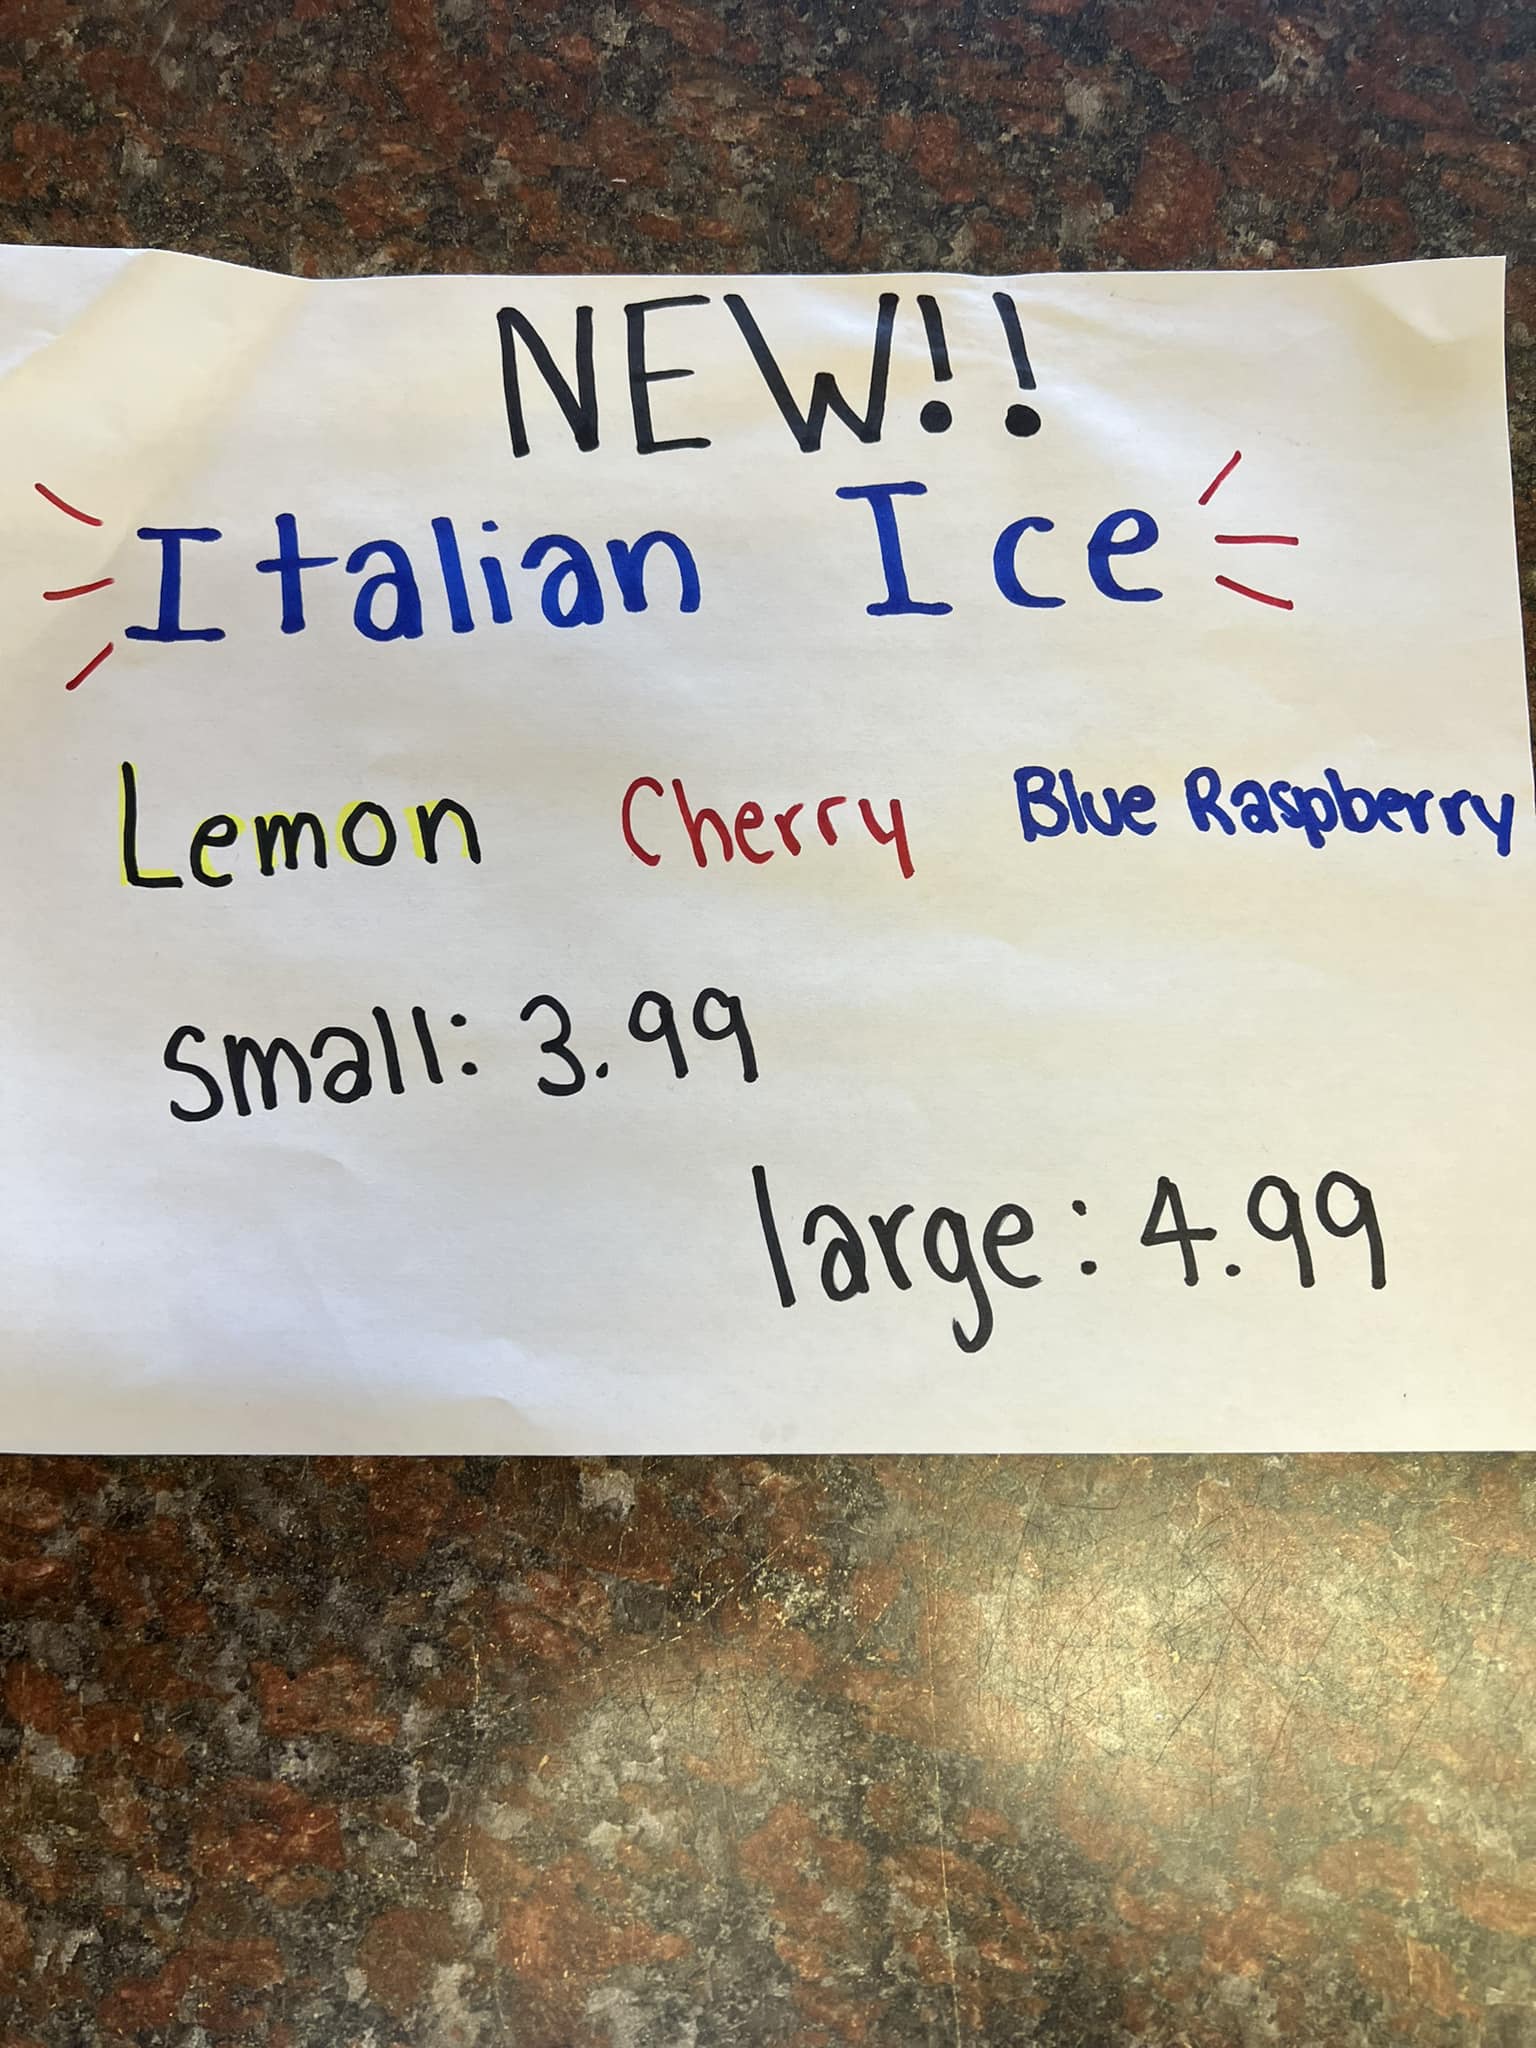 NEW!!
Italian Ice
Lemon Cherry Blue Raspberry
small: 3.99
large: 4.99